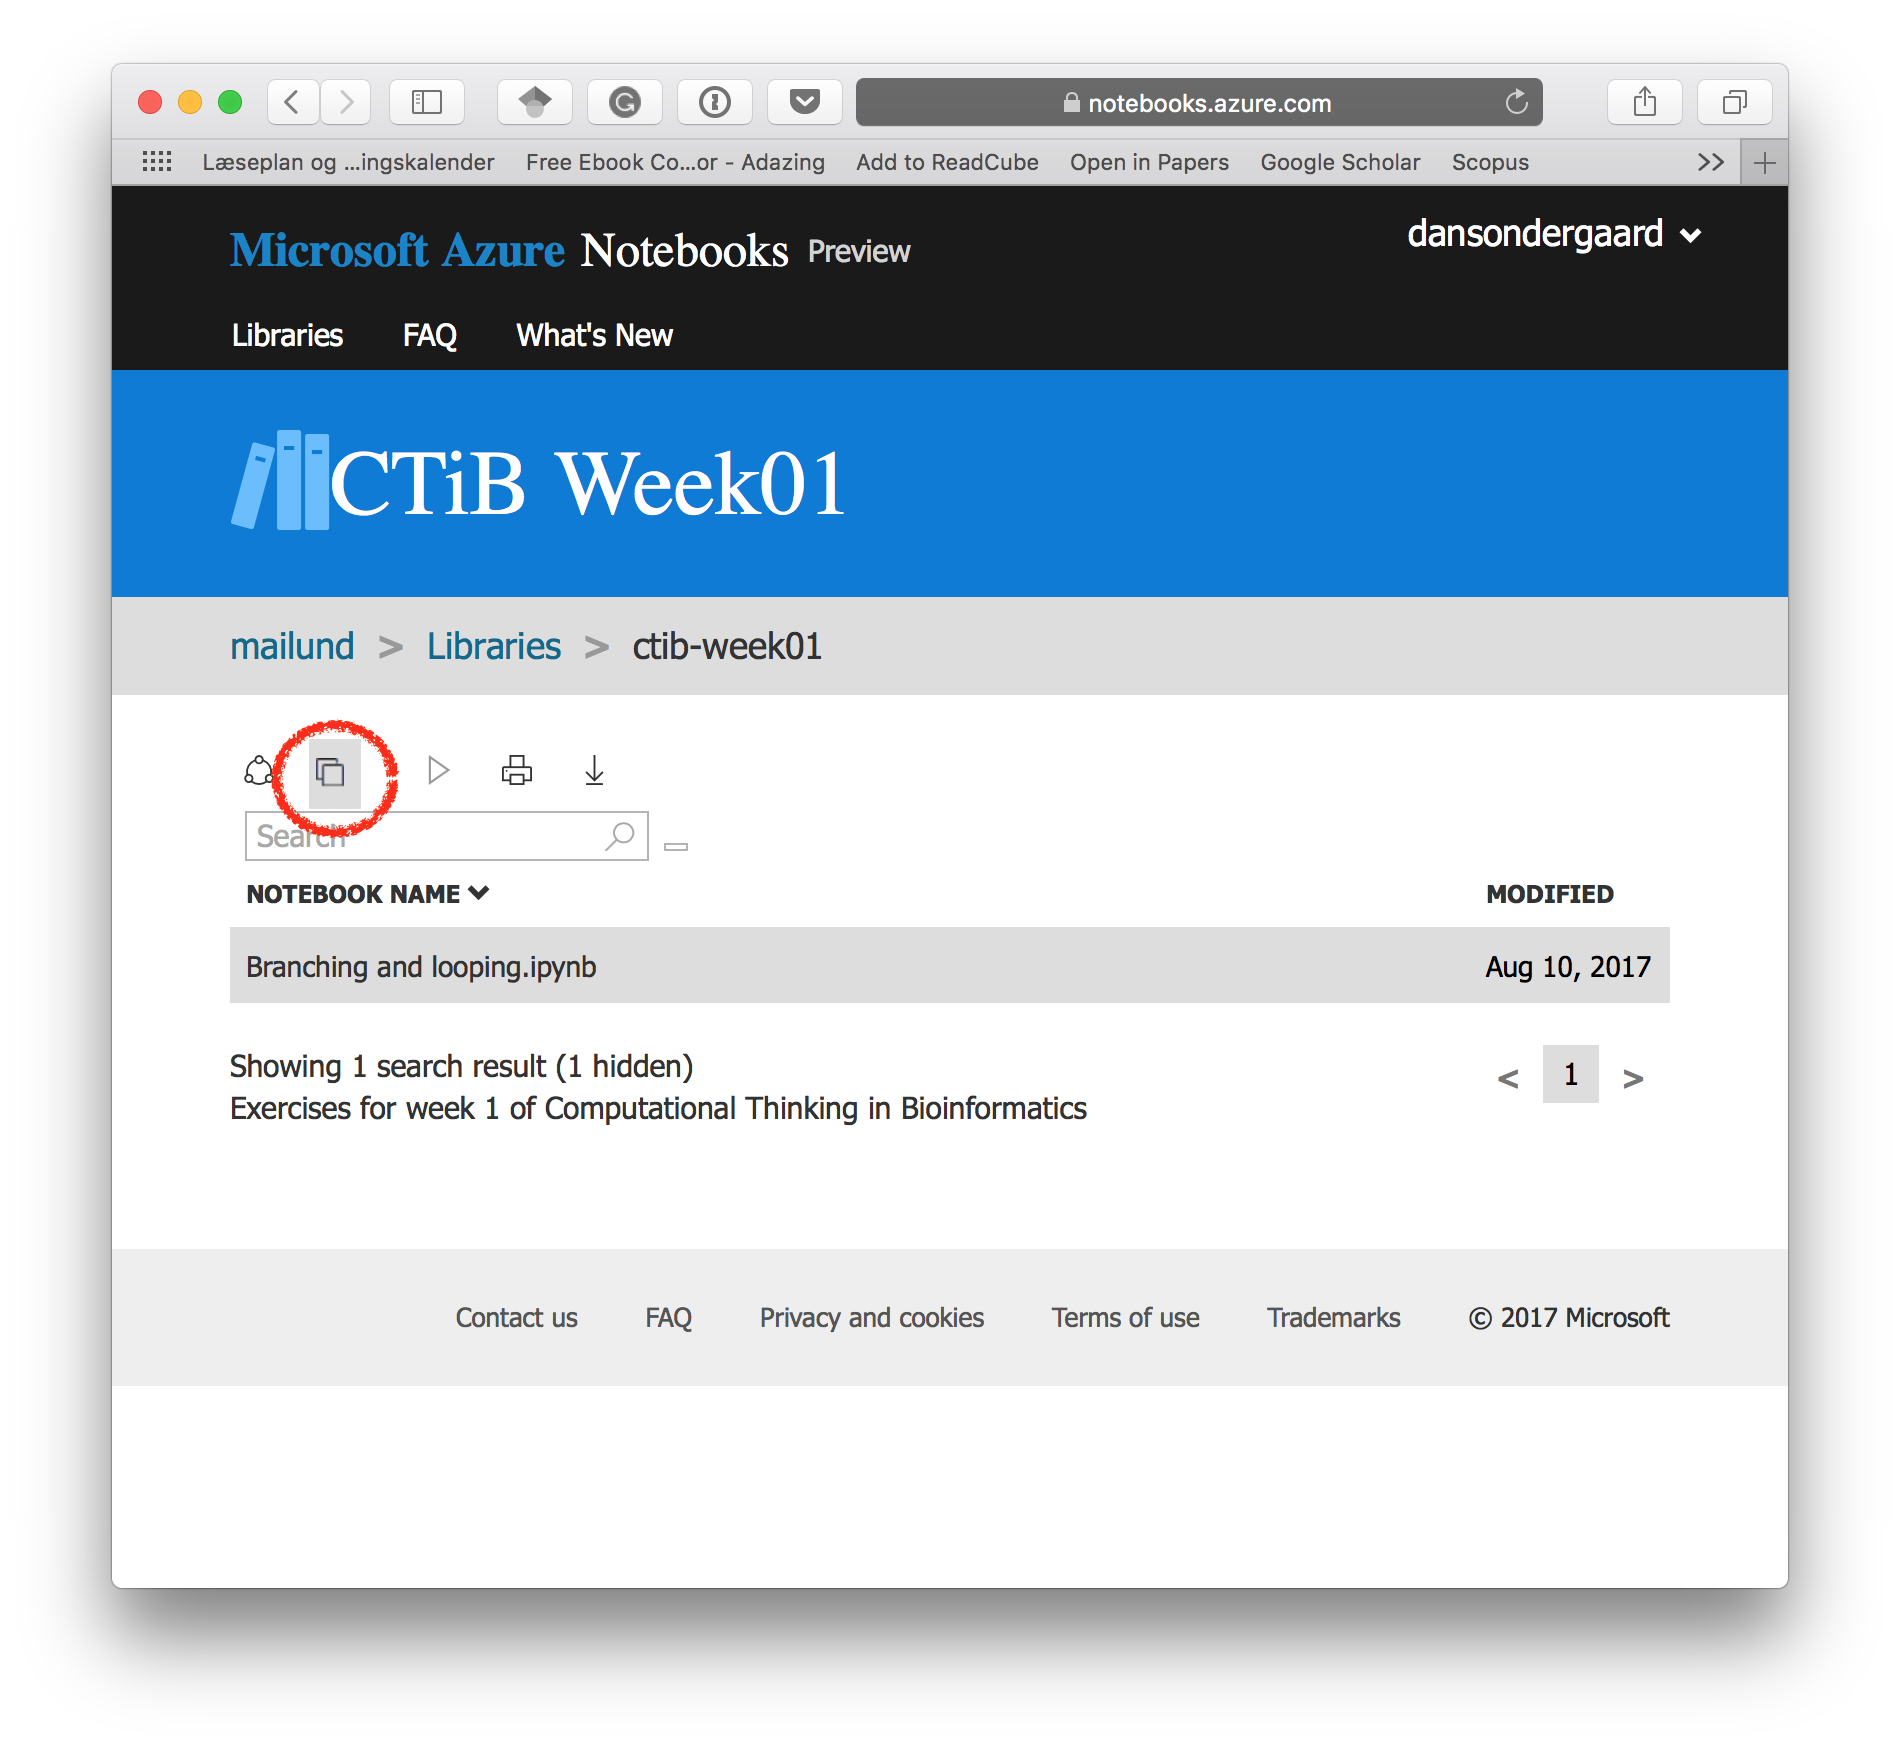 notebooks.azure.com
Læseplan og ...ingskalender Free Ebook Co...or - Adazing Add to ReadCube Open in Papers Google Scholar Scopus
Microsoft Azure Notebooks Preview
dansondergaard
Libraries FAQ What's New
CTiB Week01
mailund > Libraries > ctib-week01
Search
NOTEBOOK NAME MODIFIED
Branching and looping.ipynb Aug 10, 2017
Showing 1 search result (1 hidden)
< 1 >
Exercises for week 1 of Computational Thinking in Bioinformatics
Contact us FAQ Privacy and cookies Terms of use Trademarks © 2017 Microsoft